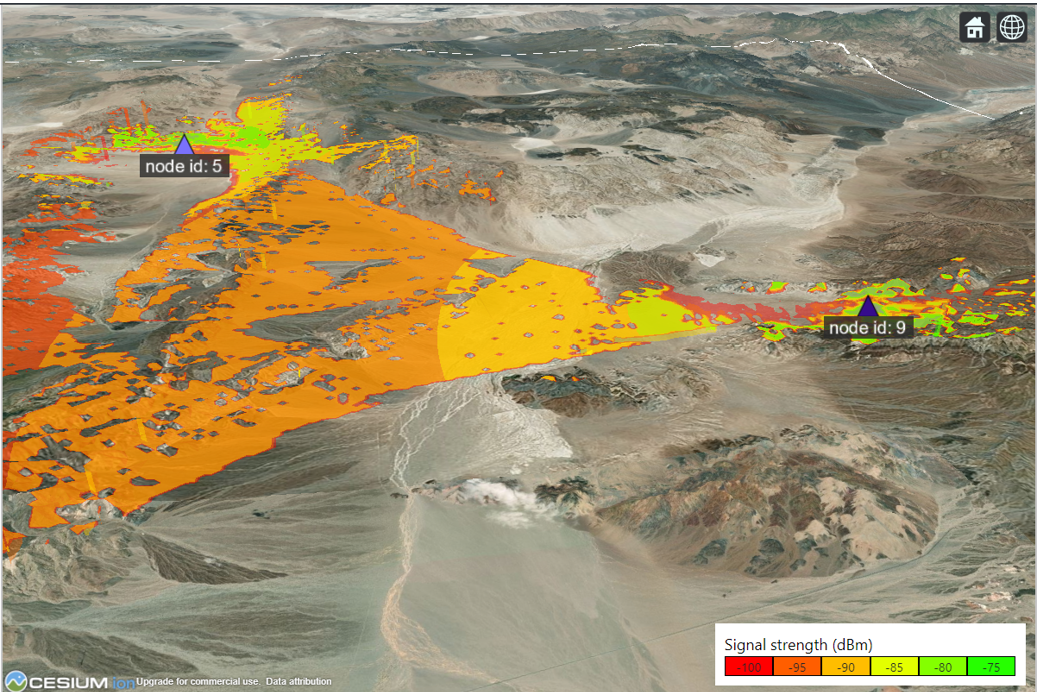 node id: 5
node id: 9
Signal strength (dBm)
-100 -95 -90 -85 -80 -75
CESIUM ion Upgrade for commercial use. Data attribution